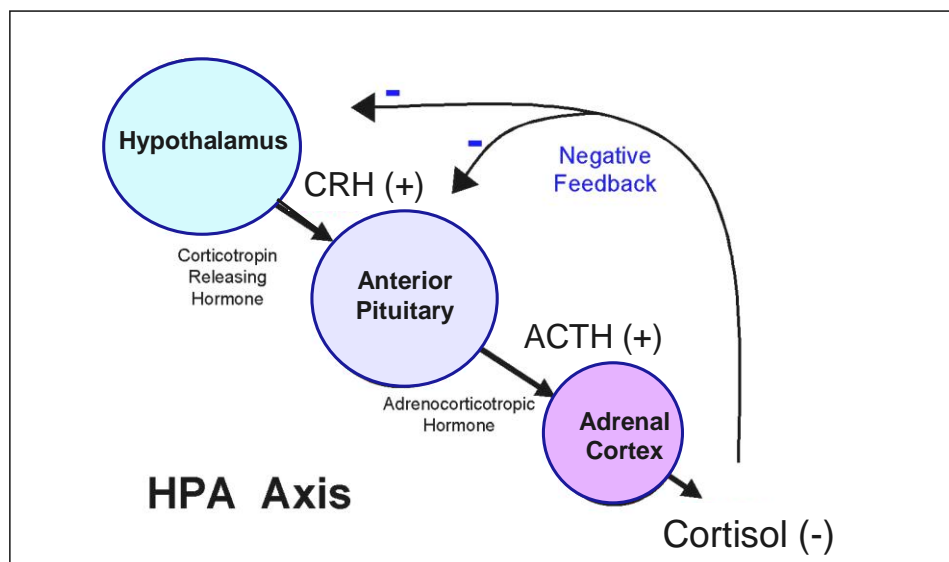 Hypothalamus
-
-
Negative
Feedback
CRH (+)
Corticotropin
Releasing
Hormone
Anterior
Pituitary
ACTH (+)
Adrenocorticotropic
Hormone
Adrenal
Cortex
HPA Axis
Cortisol (-)